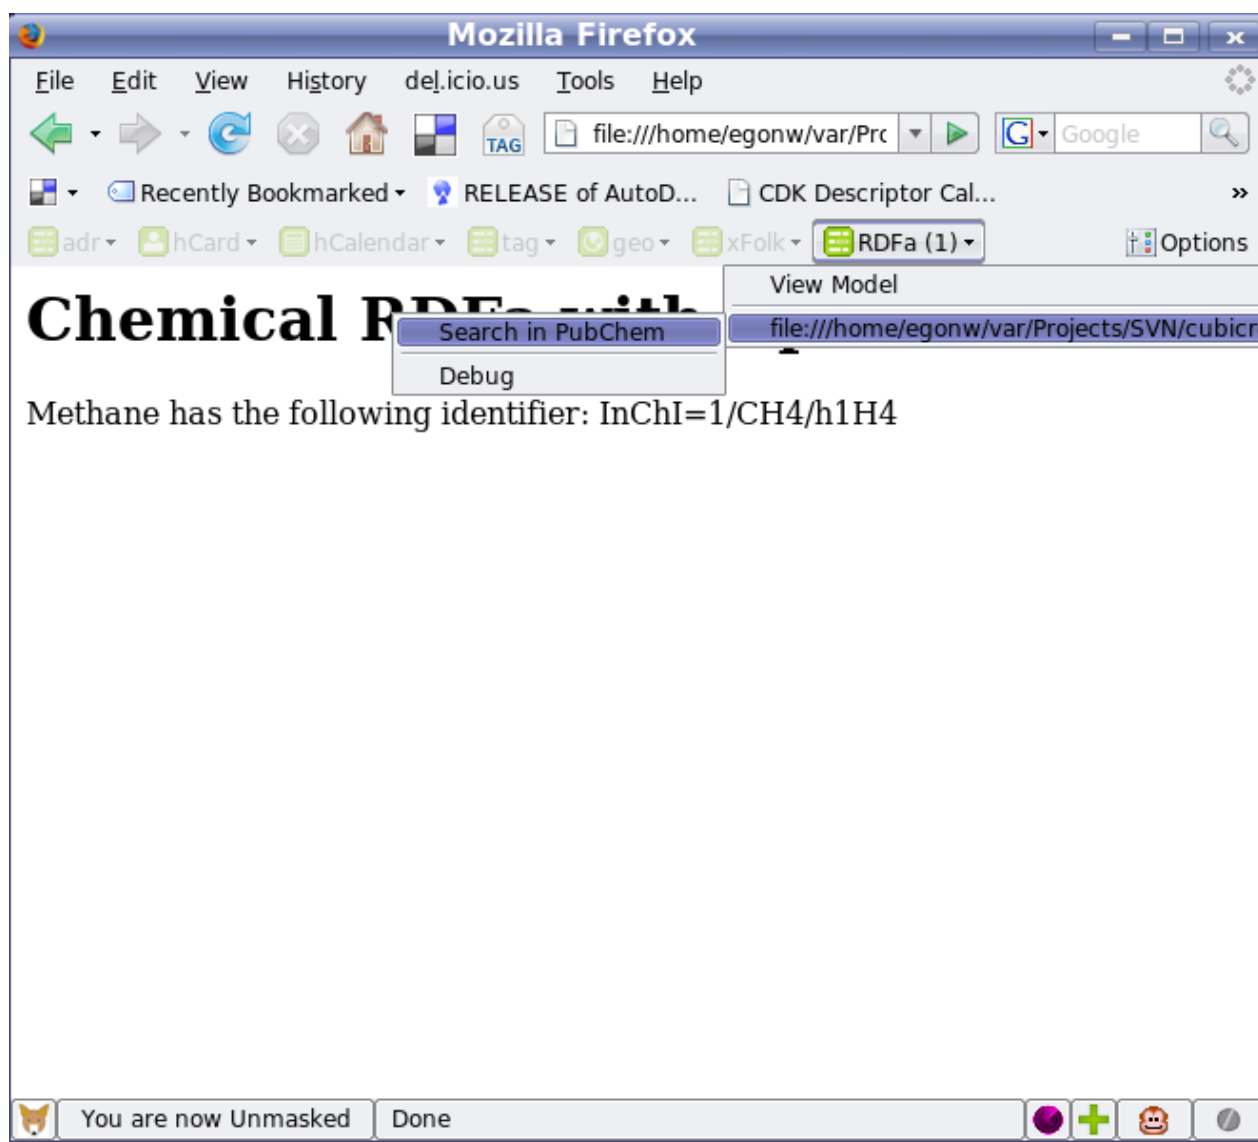 Mozilla Firefox
File Edit View History del.icio.us Tools Help
TAG file:///home/egonw/var/Prc G Google
Recently Bookmarked RELEASE of AutoD... CDK Descriptor Cal... »
adr hCard hCalendar tag geo xFolk RDFa (1) Options
View Model
Chemical RDFa with
Search in PubChem file:///home/egonw/var/Projects/SVN/cubicr
Debug
Methane has the following identifier: InChI=1/CH4/h1H4
You are now Unmasked Done